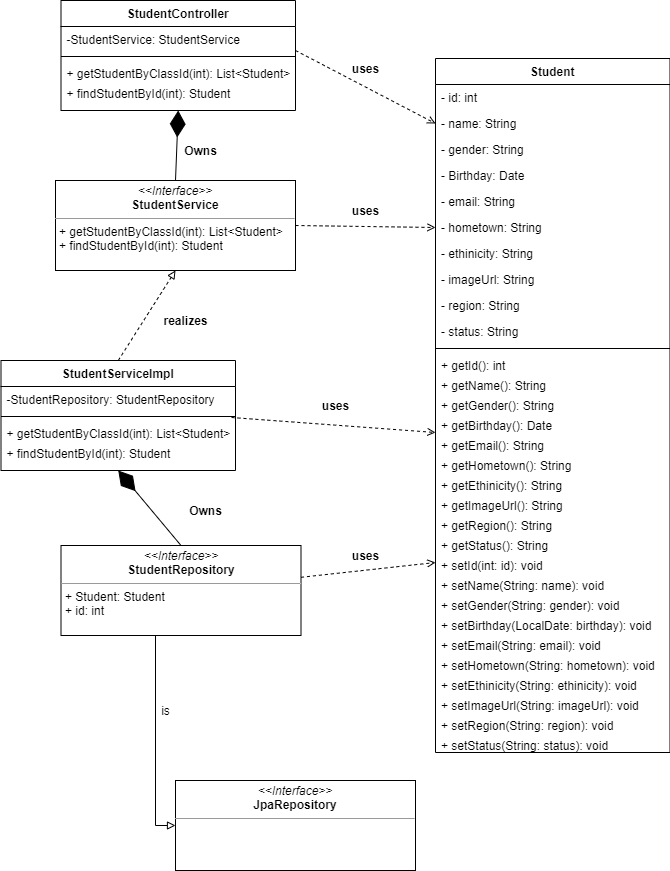 StudentController
-StudentService: StudentService
+ getStudentByClassId(int): List<Student>
+ findStudentById(int): Student
uses
Owns
<<Interface>>
StudentService
+ getStudentByClassId(int): List<Student>
+ findStudentById(int): Student
uses
realizes
StudentServiceImpl
-StudentRepository: StudentRepository
+ getStudentByClassId(int): List<Student>
+ findStudentById(int): Student
uses
Owns
<<Interface>>
StudentRepository
+ Student: Student
+ id: int
uses
is
<<Interface>>
JpaRepository
Student
- id: int
- name: String
- gender: String
- Birthday: Date
- email: String
- hometown: String
- ethinicity: String
- imageUrl: String
- region: String
- status: String
+ getId(): int
+ getName(): String
+ getGender(): String
+ getBirthday(): Date
+ getEmail(): String
+ getHometown(): String
+ getEthinicity(): String
+ getImageUrl(): String
+ getRegion(): String
+ getStatus(): String
+ setId(int: id): void
+ setName(String: name): void
+ setGender(String: gender): void
+ setBirthday(LocalDate: birthday): void
+ setEmail(String: email): void
+ setHometown(String: hometown): void
+ setEthinicity(String: ethinicity): void
+ setImageUrl(String: imageUrl): void
+ setRegion(String: region): void
+ setStatus(String: status): void